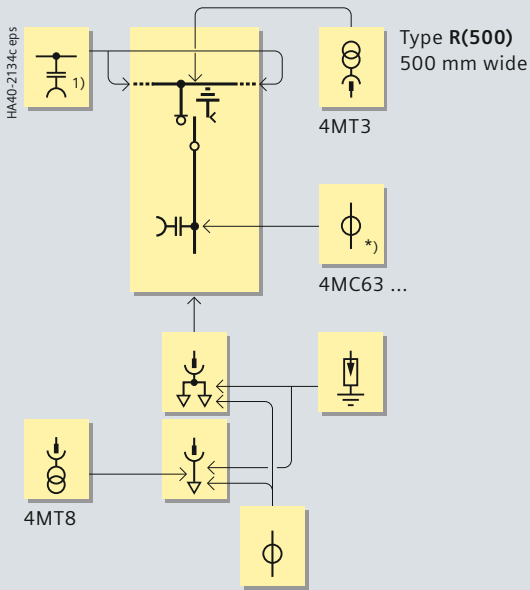 HA40-2134c eps
1)
Type R(500)
500 mm wide
4MT3
*)
4MC63 ...
4MT8